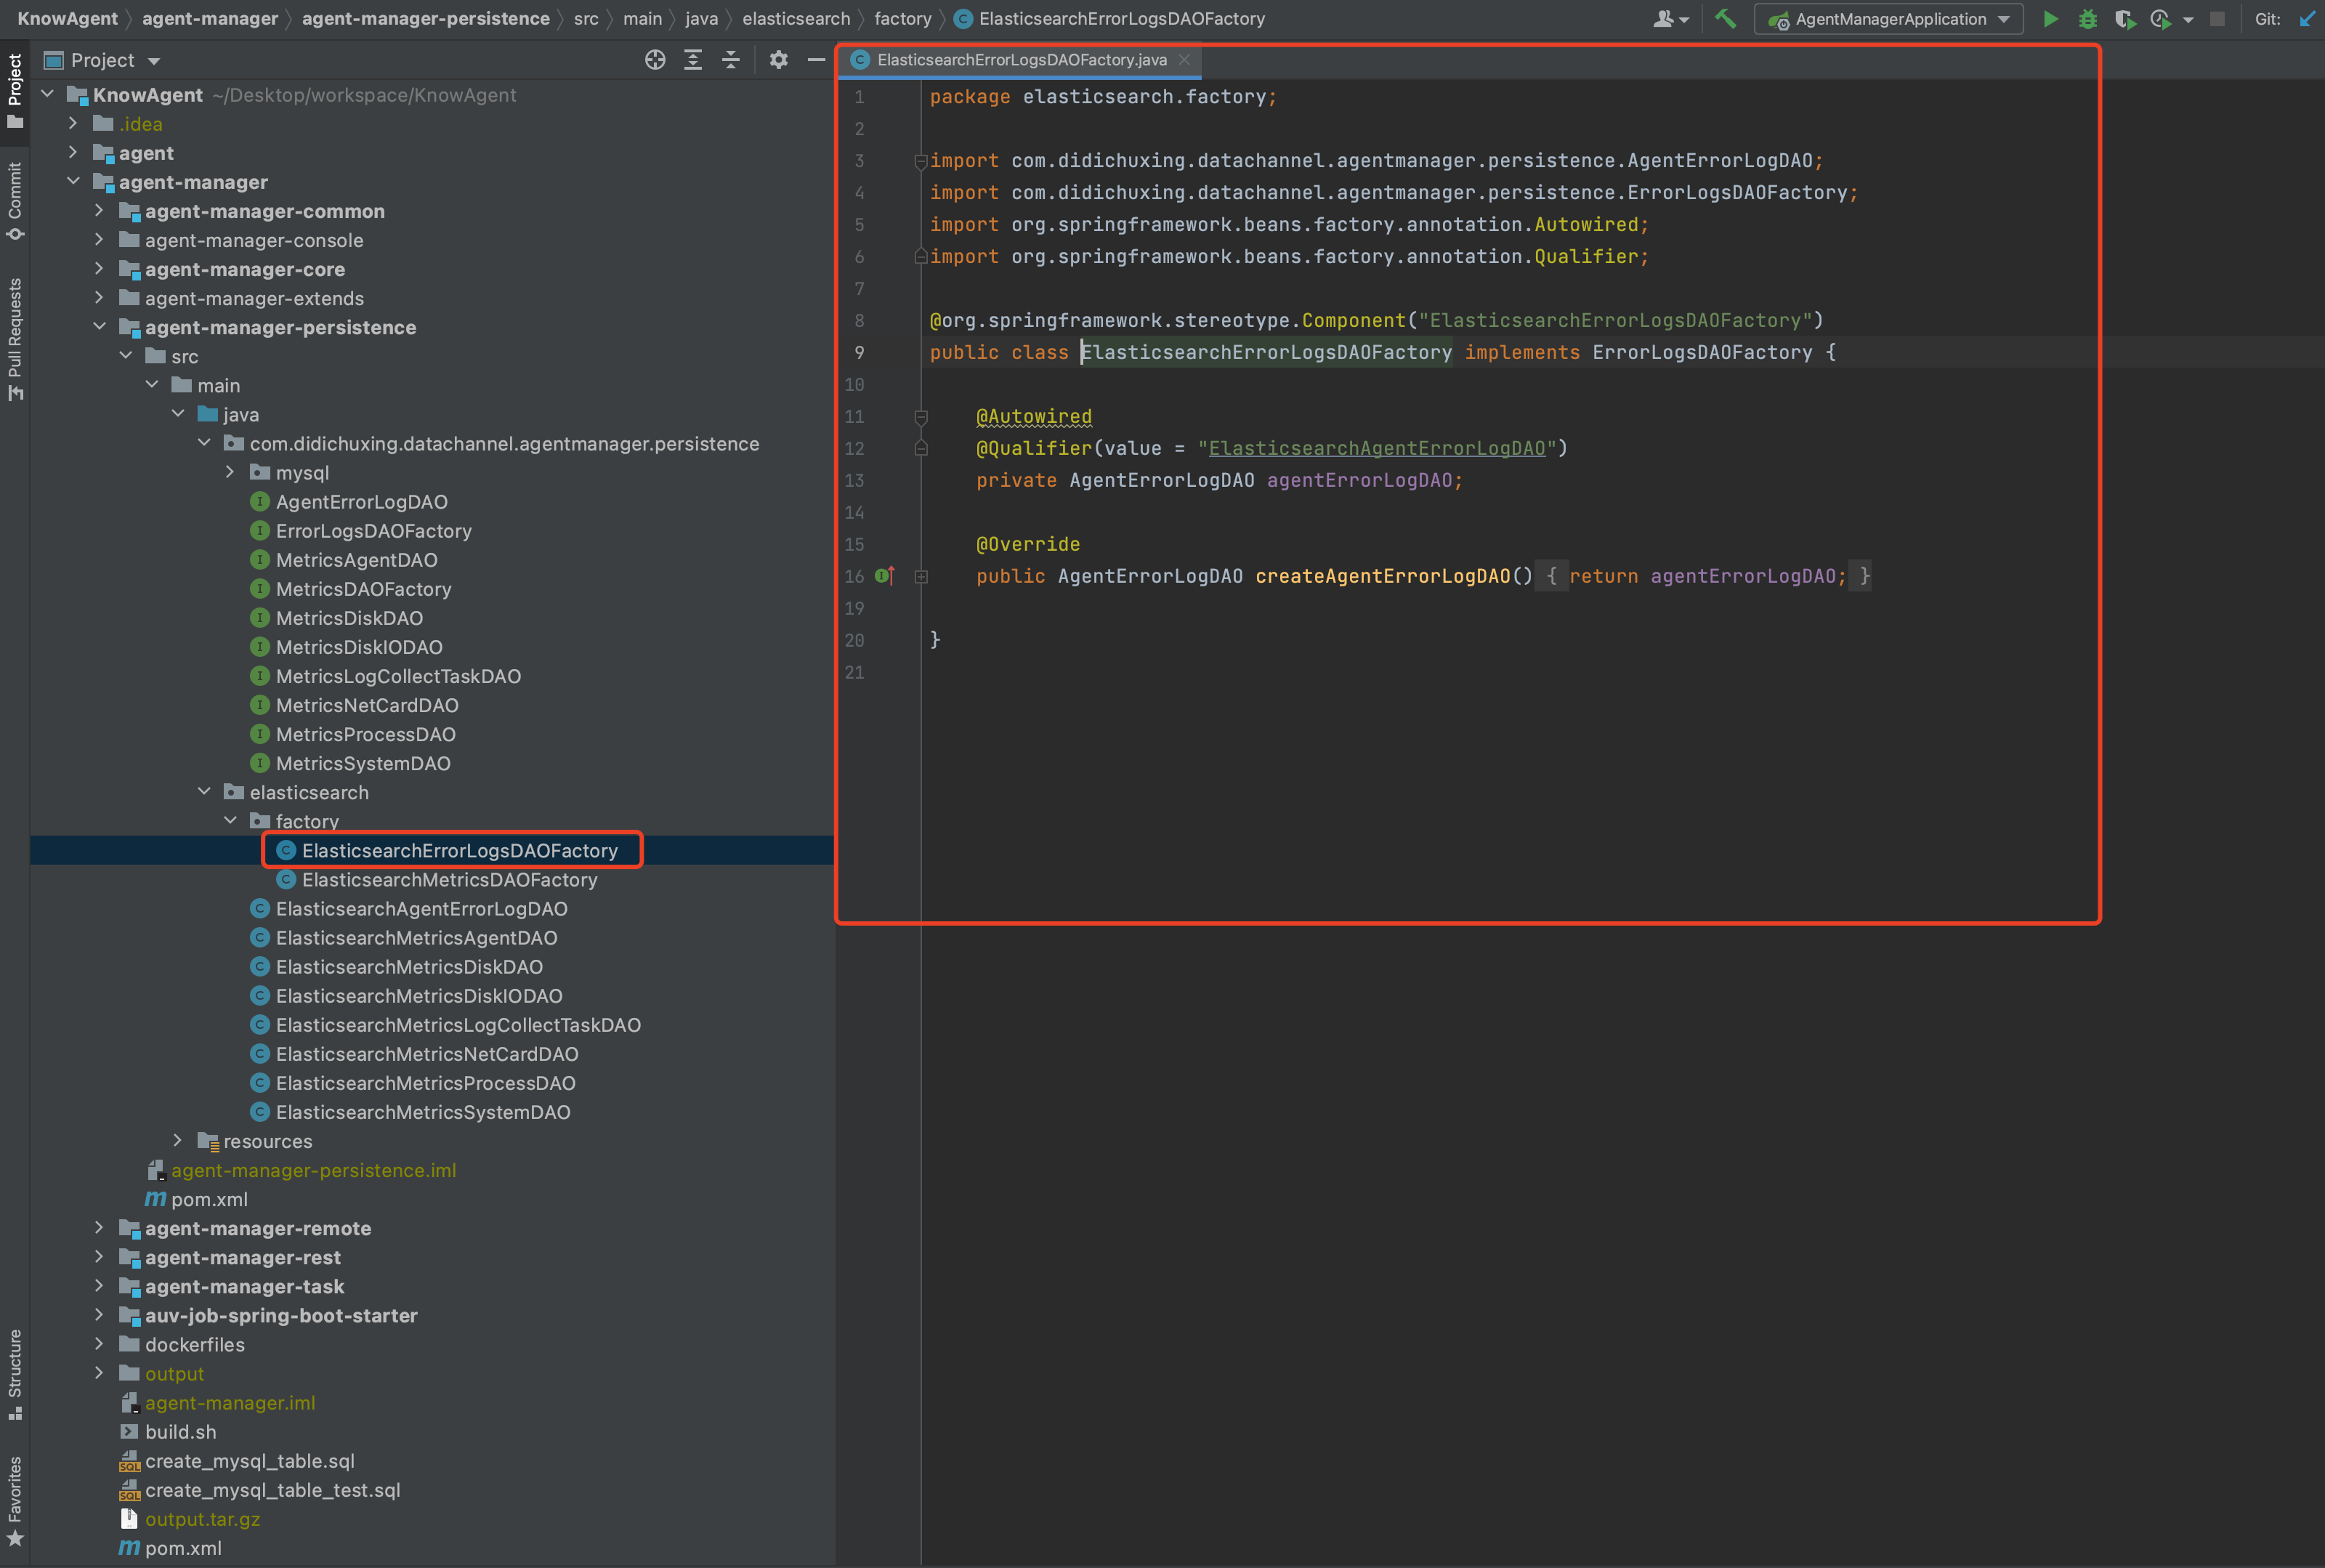 KnowAgent agent-manager agent-manager-persistence src main java elasticsearch factory ElasticsearchErrorLogsDAOFactory AgentManagerApplication Git:
Project
Commit
Pull Requests
Structure
Favorites
Project
KnowAgent ~/Desktop/workspace/KnowAgent
.idea
agent
agent-manager
agent-manager-common
agent-manager-console
agent-manager-core
agent-manager-extends
agent-manager-persistence
src
main
java
com.didichuxing.datachannel.agentmanager.persistence
mysql
AgentErrorLogDAO
ErrorLogsDAOFactory
MetricsAgentDAO
MetricsDAOFactory
MetricsDiskDAO
MetricsDiskIODAO
MetricsLogCollectTaskDAO
MetricsNetCardDAO
MetricsProcessDAO
MetricsSystemDAO
elasticsearch
factory
ElasticsearchErrorLogsDAOFactory
ElasticsearchMetricsDAOFactory
ElasticsearchAgentErrorLogDAO
ElasticsearchMetricsAgentDAO
ElasticsearchMetricsDiskDAO
ElasticsearchMetricsDiskIODAO
ElasticsearchMetricsLogCollectTaskDAO
ElasticsearchMetricsNetCardDAO
ElasticsearchMetricsProcessDAO
ElasticsearchMetricsSystemDAO
resources
agent-manager-persistence.iml
pom.xml
agent-manager-remote
agent-manager-rest
agent-manager-task
auv-job-spring-boot-starter
dockerfiles
output
agent-manager.iml
build.sh
create_mysql_table.sql
create_mysql_table_test.sql
output.tar.gz
pom.xml
ElasticsearchErrorLogsDAOFactory.java
1 package elasticsearch.factory;
2
3 import com.didichuxing.datachannel.agentmanager.persistence.AgentErrorLogDAO;
4 import com.didichuxing.datachannel.agentmanager.persistence.ErrorLogsDAOFactory;
5 import org.springframework.beans.factory.annotation.Autowired;
6 import org.springframework.beans.factory.annotation.Qualifier;
7
8 @org.springframework.stereotype.Component("ElasticsearchErrorLogsDAOFactory")
9 public class ElasticsearchErrorLogsDAOFactory implements ErrorLogsDAOFactory {
10
11 @Autowired
12 @Qualifier(value = "ElasticsearchAgentErrorLogDAO")
13 private AgentErrorLogDAO agentErrorLogDAO;
14
15 @Override
16 public AgentErrorLogDAO createAgentErrorLogDAO() { return agentErrorLogDAO; }
19
20 }
21